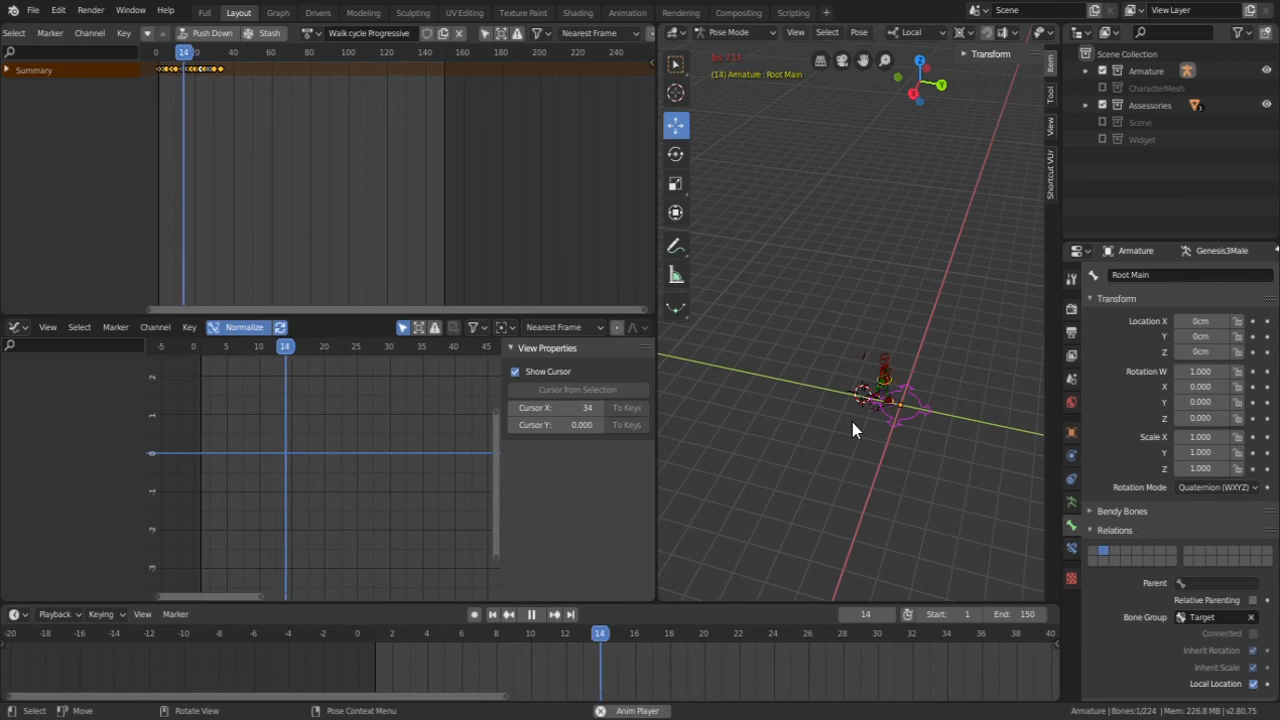 File Edit Render Window Help Full Layout Graph Drivers Modeling Sculpting UV Editing Texture Paint Shading Animation Rendering Compositing Scripting + Scene View Layer
Select Marker Channel Key Push Down Stash Walk cycle Progressive Nearest Frame
0 14 20 40 60 80 100 120 140 160 180 200 220 240
Summary
Pose Mode View Select Pose Local
fps: 7.13
(14) Armature : Root Main
Transform
Item
Tool
View
Shortcut VUr
X Y Z
Scene Collection
Armature
CharacterMesh
Assessories
Scene
Widget
View Select Marker Channel Key Normalize Nearest Frame
-5 0 5 10 14 20 25 30 35 40 45
View Properties
Show Cursor
Cursor from Selection
Cursor X: 34 To Keys
Cursor Y: 0.000 To Keys
Armature Genesis3Male
Root Main
Transform
Location X 0cm
Y 0cm
Z 0cm
Rotation W 1.000
X 0.000
Y 0.000
Z 0.000
Scale X 1.000
Y 1.000
Z 1.000
Rotation Mode Quaternion (WXYZ)
Bendy Bones
Relations
Parent
Relative Parenting
Bone Group Target
Connected
Inherit Rotation
Inherit Scale
Local Location
Playback Keying View Marker 14 Start: 1 End: 150
-20 -18 -16 -14 -12 -10 -8 -6 -4 -2 0 2 4 6 8 10 12 14 16 18 20 22 24 26 28 30 32 34 36 38 40
Select Move Rotate View Pose Context Menu Anim Player Armature | Bones:1/224 | Mem: 226.8 MB | v2.80.75